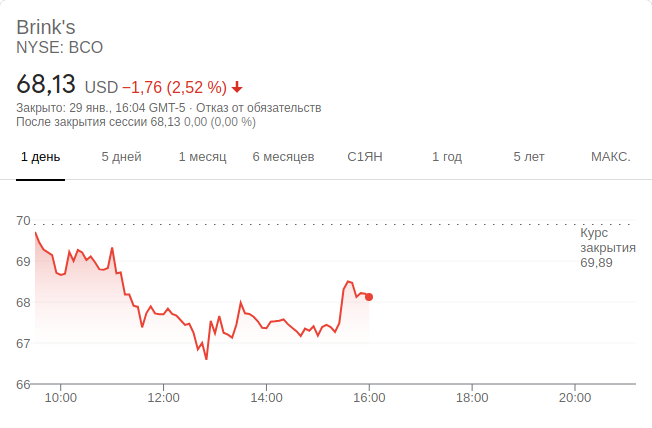 Brink's
NYSE: BCO
68,13 USD −1,76 (2,52 %)
Закрыто: 29 янв., 16:04 GMT-5 · Отказ от обязательств
После закрытия сессии 68,13 0,00 (0,00 %)
1 день 5 дней 1 месяц 6 месяцев С1ЯН 1 год 5 лет МАКС.
70
Курс
закрытия
69,89
69
68
67
66
10:00 12:00 14:00 16:00 18:00 20:00